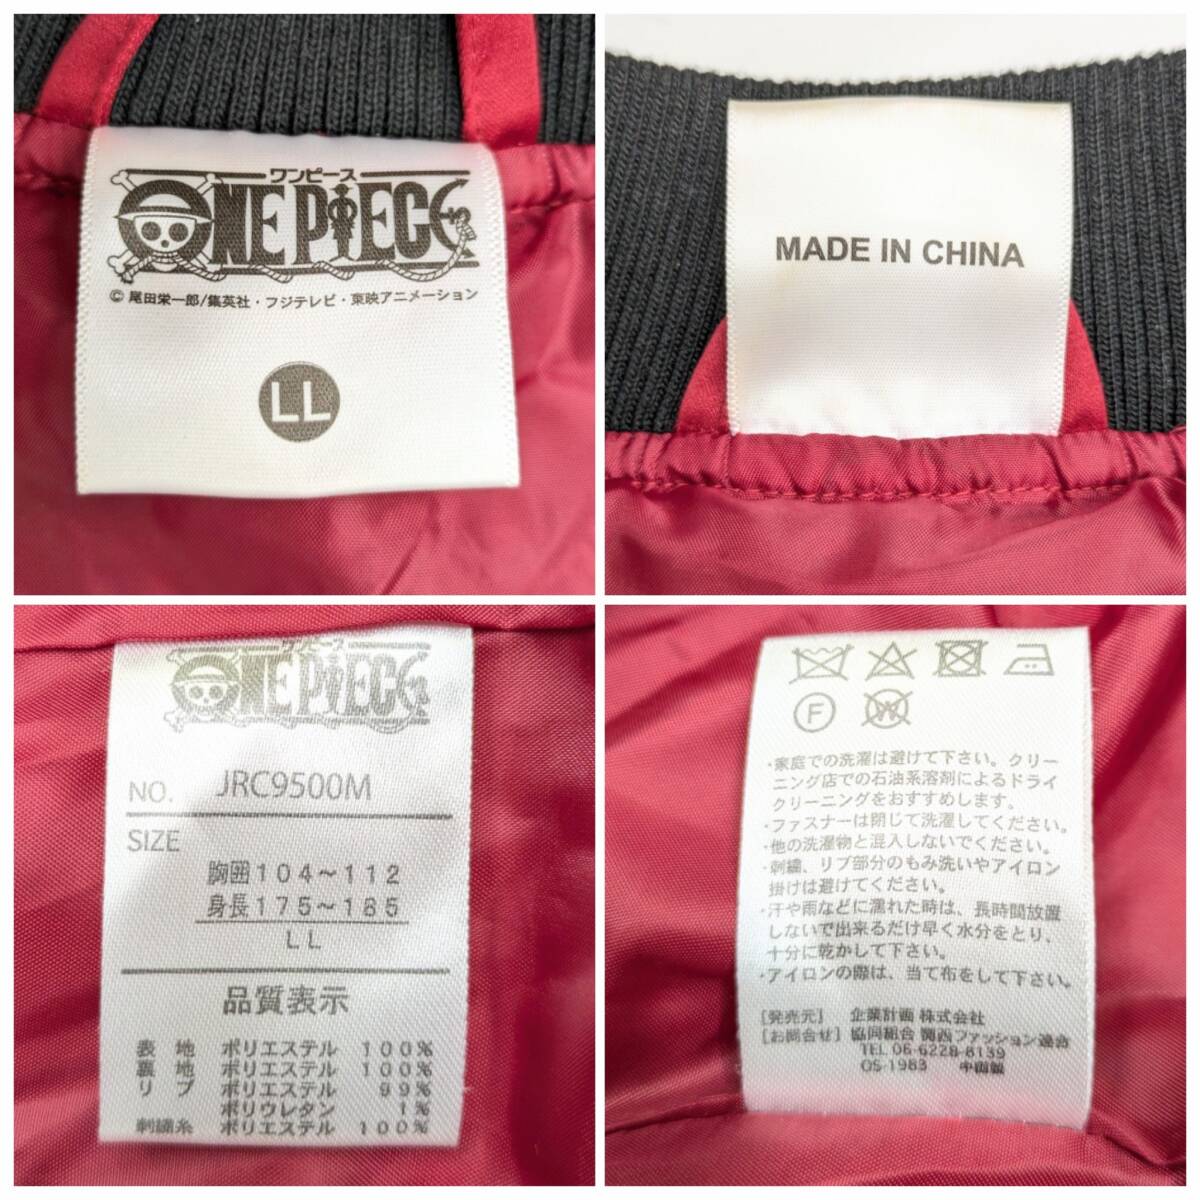 ワンピース
ONE PIECE
© 尾田栄一郎/集英社・フジテレビ・東映アニメーション
LL
MADE IN CHINA
ワンピース
ONE PIECE
NO. JRC9500M
SIZE
胸囲104～112
身長175～185
LL
品質表示
表 地 ポリエステル 100%
裏 地 ポリエステル 100%
リ ブ ポリエステル 99%
ポリウレタン 1%
刺繍糸 ポリエステル 100%
F W
・家庭での洗濯は避けて下さい。クリー
ニング店での石油系溶剤によるドライ
クリーニングをおすすめします。
・ファスナーは閉じて洗濯してください。
・他の洗濯物と混入しないでください。
・刺繍、リブ部分のもみ洗いやアイロン
掛けは避けてください。
・汗や雨などに濡れた時は、長時間放置
しないで出来るだけ早く水分をとり、
十分に乾かして下さい。
・アイロンの際は、当て布をして下さい。
[発売元] 企業計画 株式会社
[お問合せ] 協同組合 関西ファッション連合
TEL 06-6228-8139
OS-1983 中国製